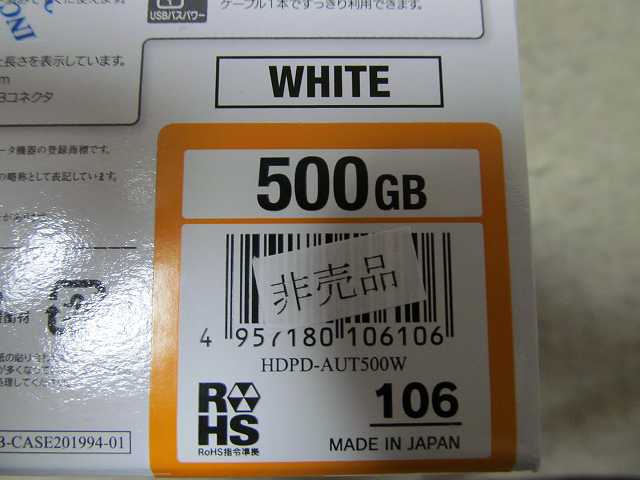 USBバスパワー
ケーブル1本ですっきり利用できます。
長さを表示しています。
コネクタ
WHITE
タ機器の登録商標です。
の略称として表記しています。
500GB
非売品
4 957180 106106
HDPD-AUT500W
RoHS
RoHS指令準拠
106
MADE IN JAPAN
-CASE201994-01